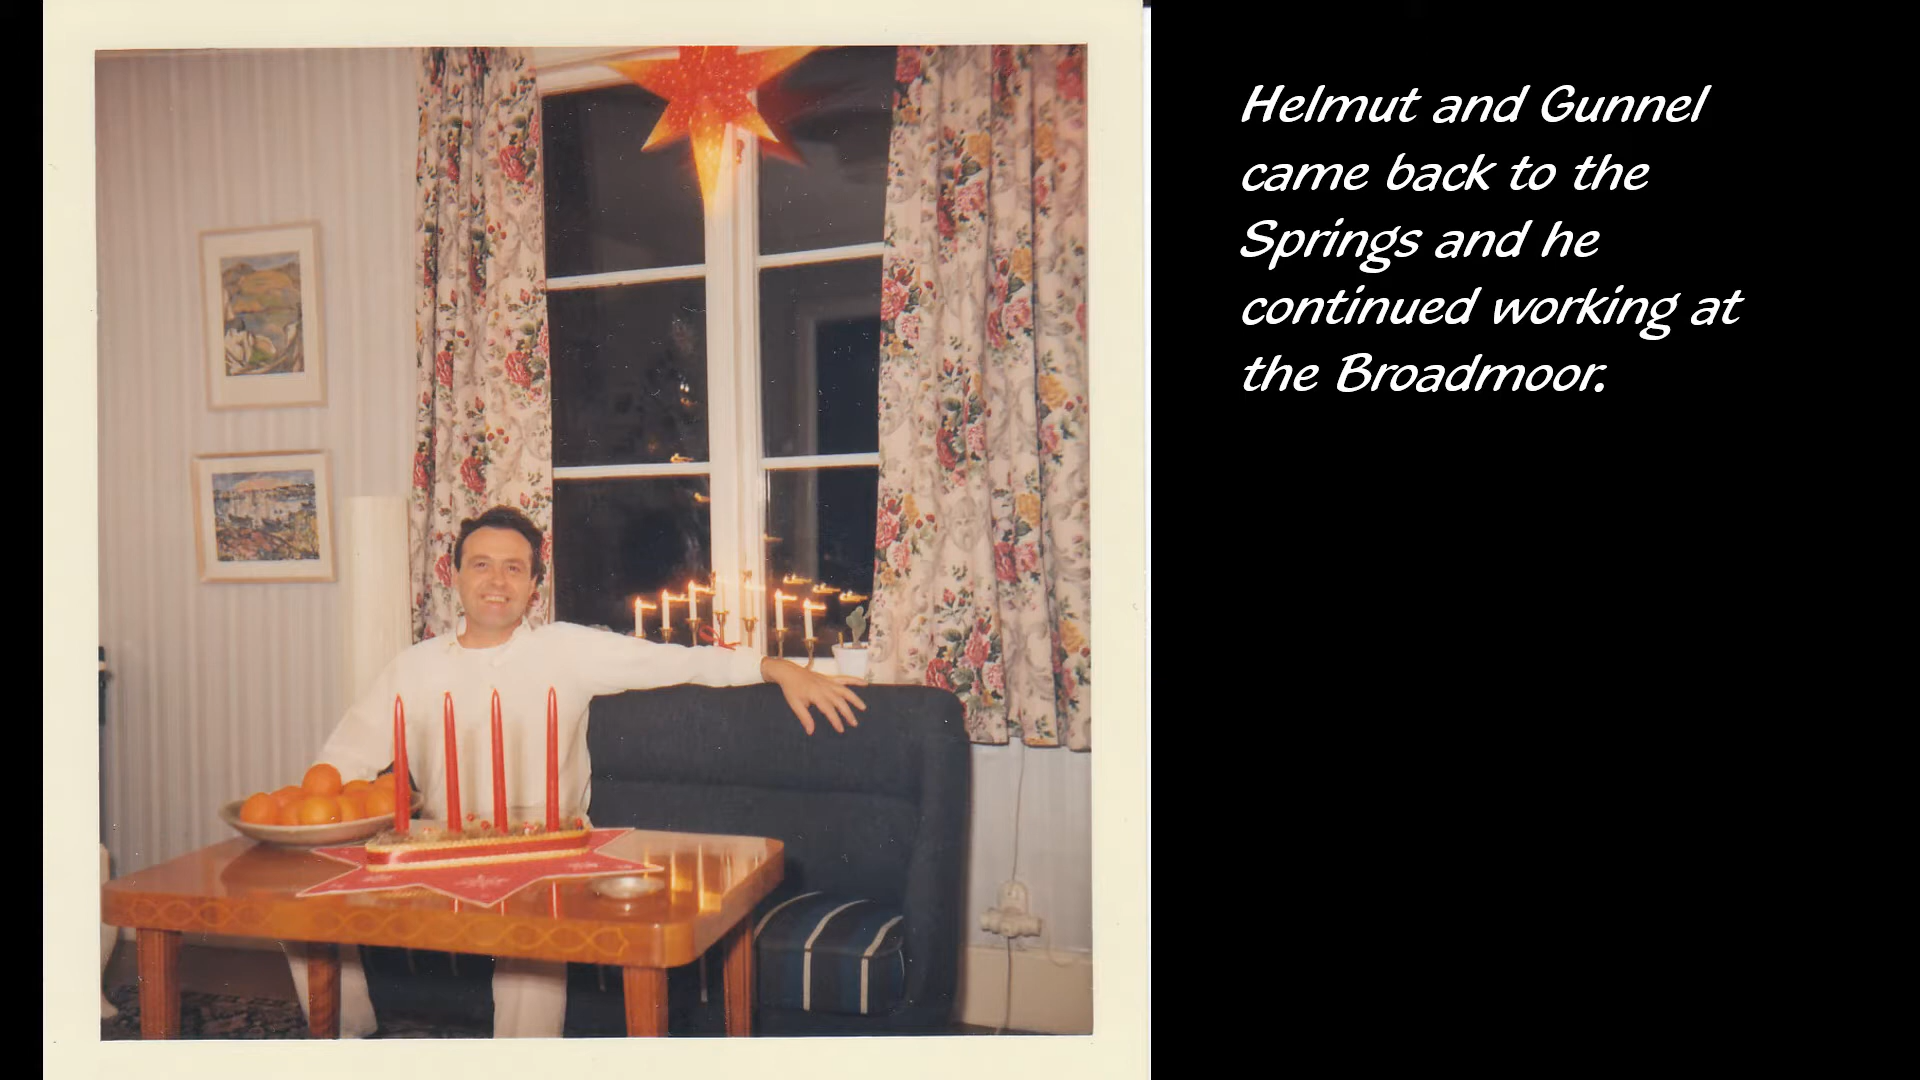 Helmut and Gunnel
came back to the
Springs and he
continued working at
the Broadmoor.